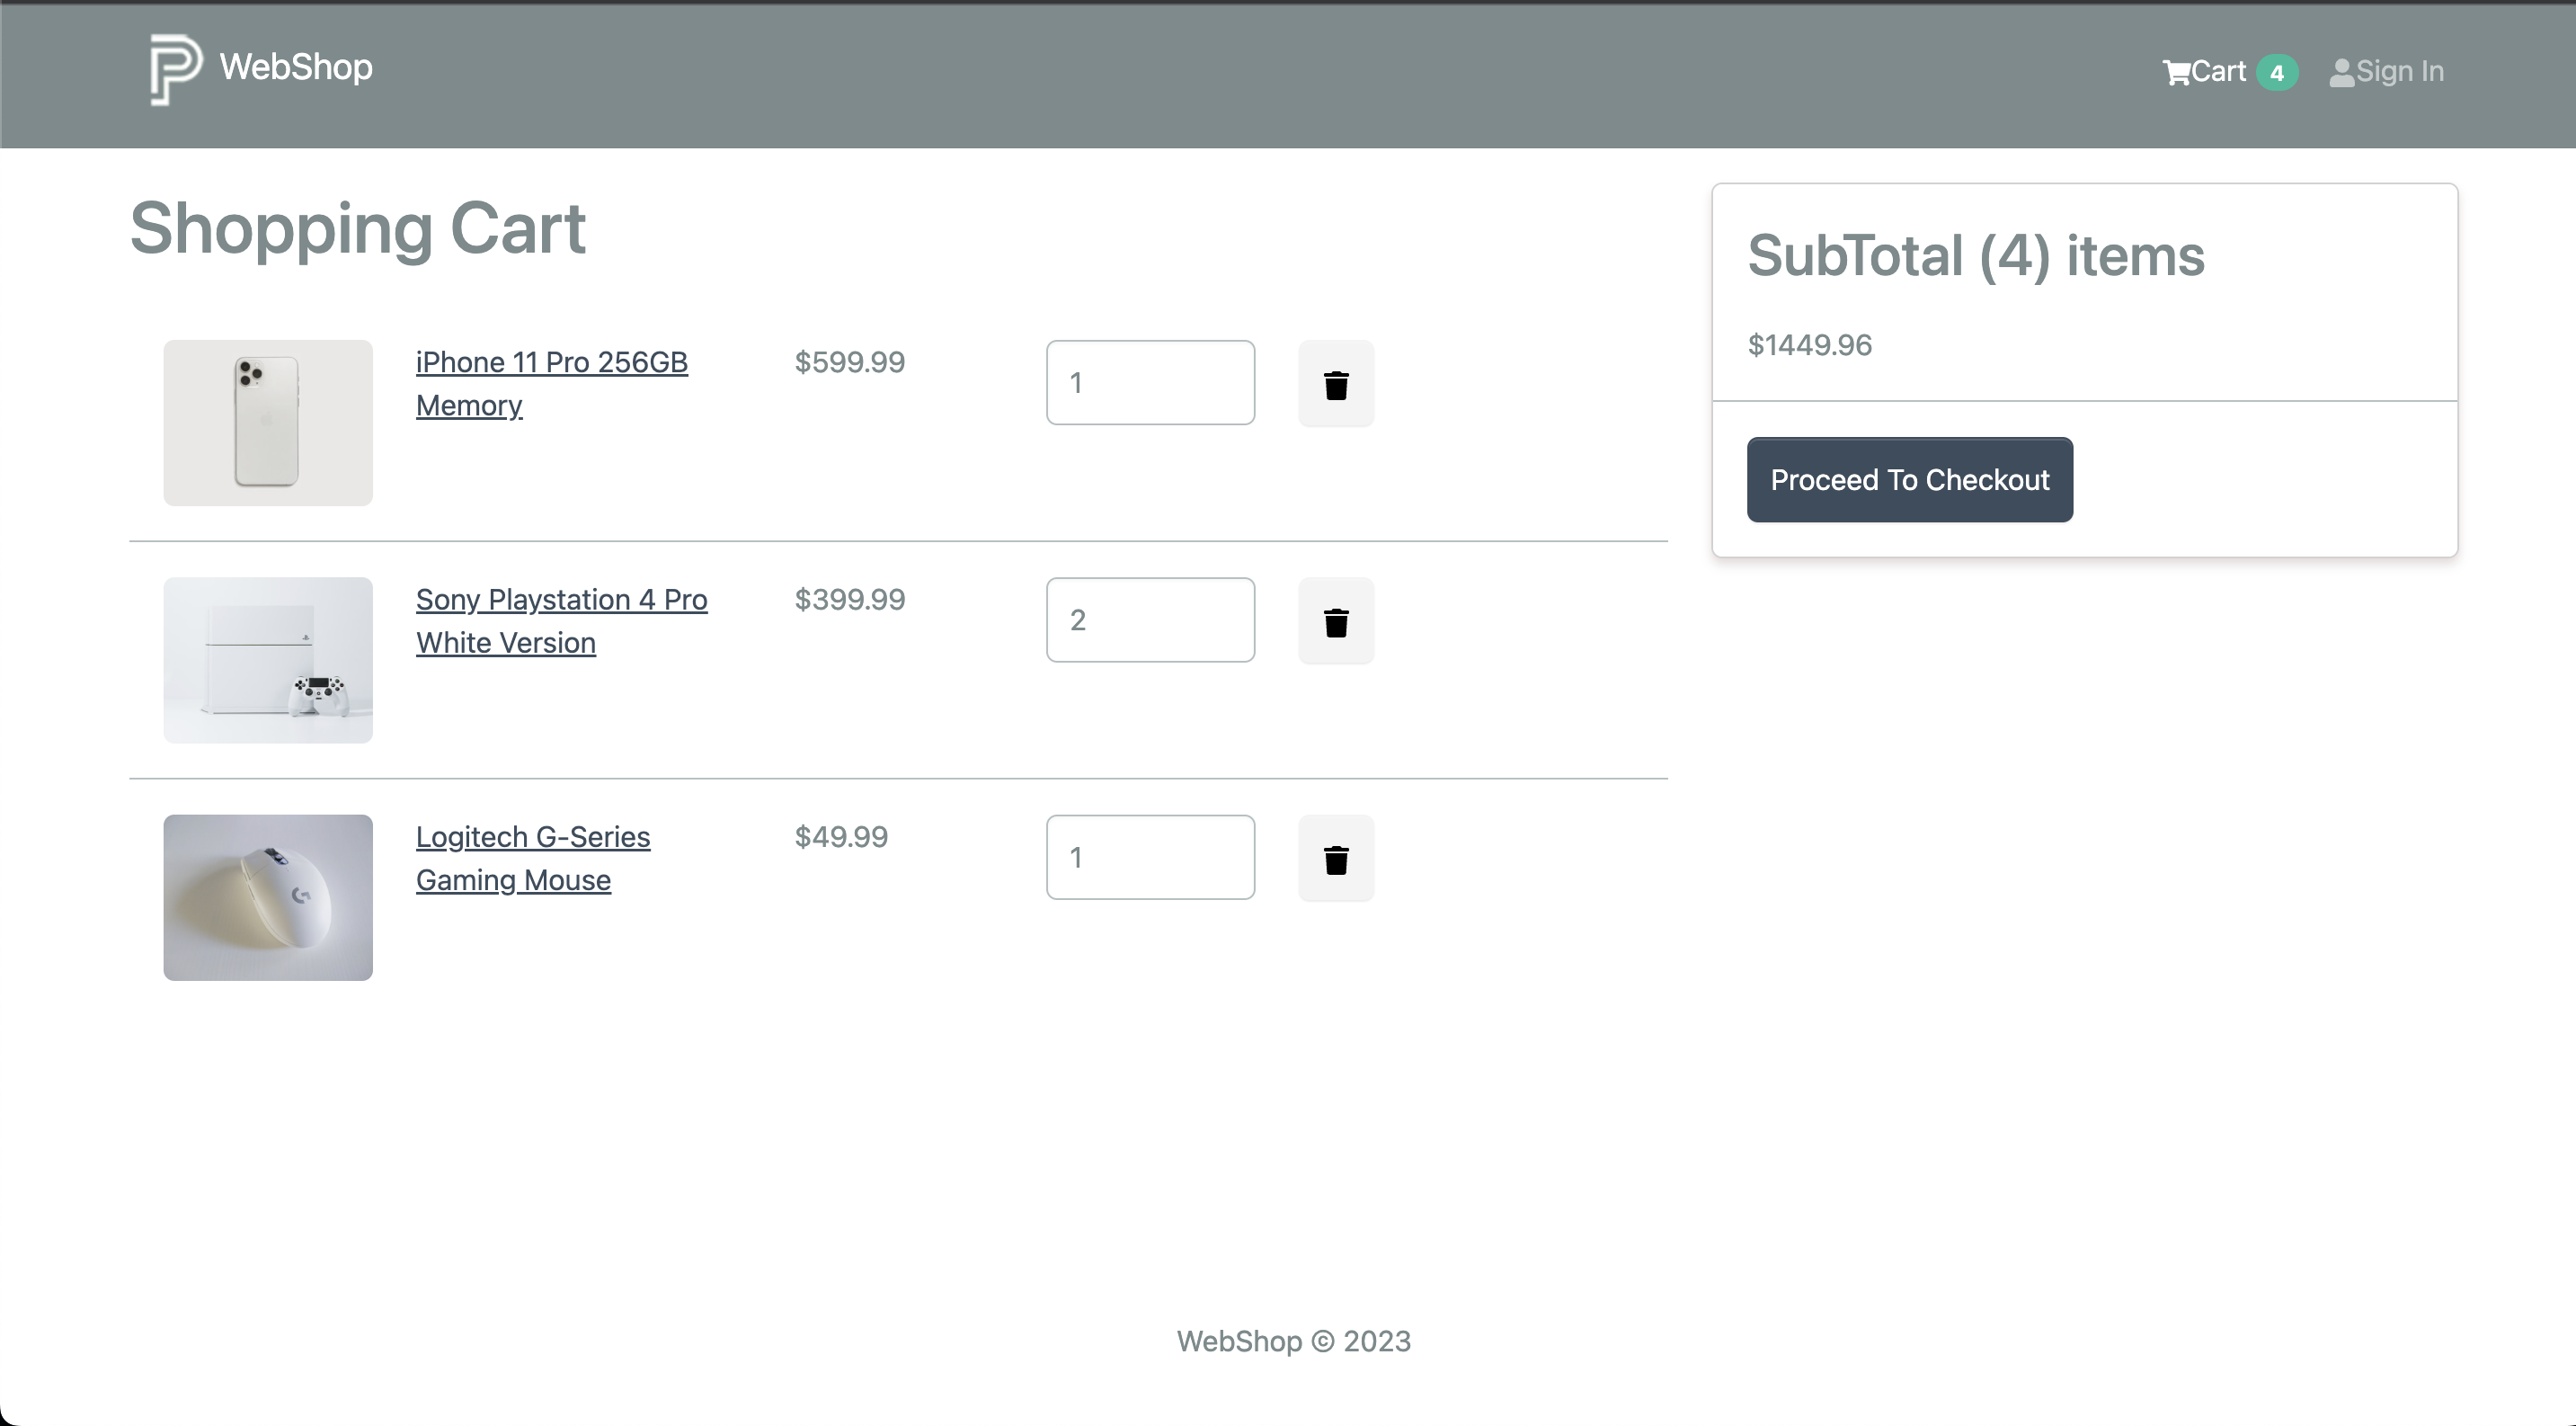 WebShop
Cart 4 Sign In
Shopping Cart
iPhone 11 Pro 256GB
Memory
$599.99
1
Sony Playstation 4 Pro
White Version
$399.99
2
Logitech G-Series
Gaming Mouse
$49.99
1
SubTotal (4) items
$1449.96
Proceed To Checkout
WebShop © 2023